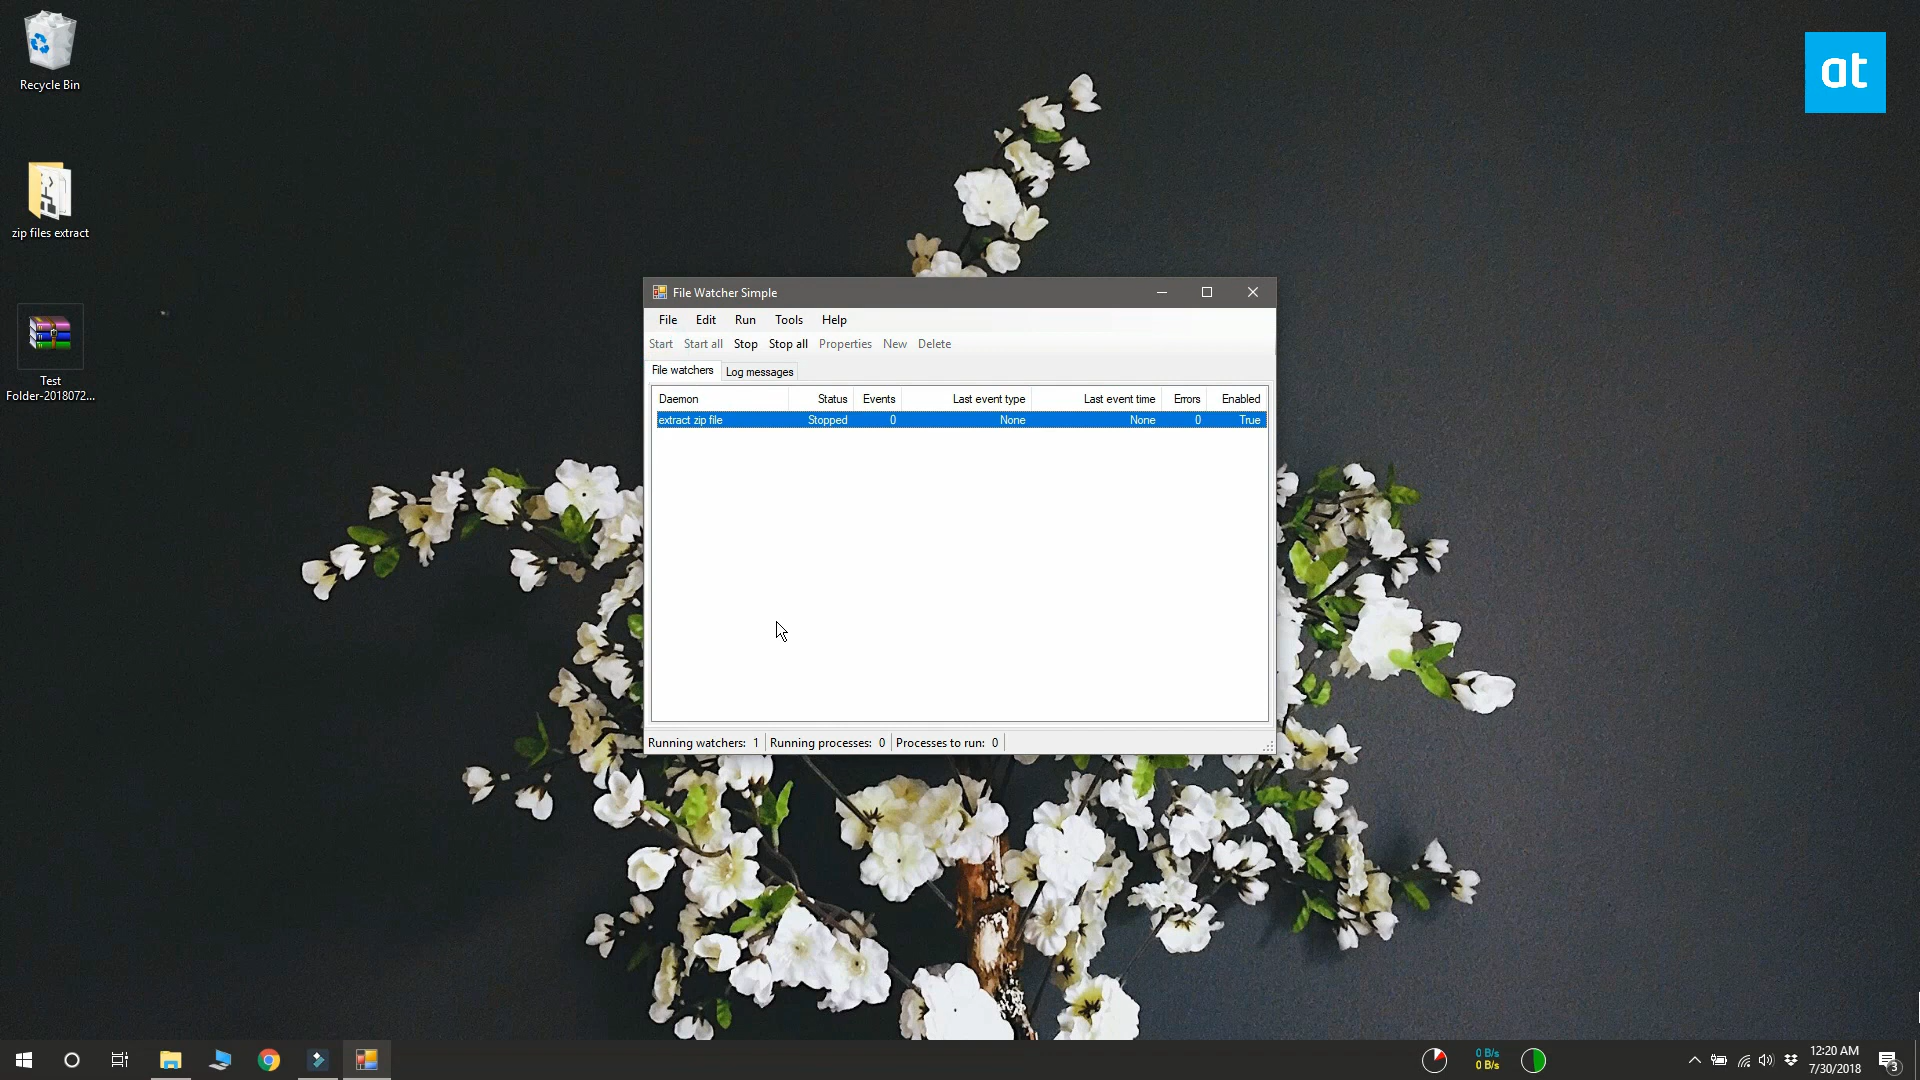 Recycle Bin
at
zip files extract
Test
Folder-2018072...
File Watcher Simple
File Edit Run Tools Help
Start Start all Stop Stop all Properties New Delete
File watchers Log messages
Daemon Status Events Last event type Last event time Errors Enabled
extract zip file Stopped 0 None None 0 True
Running watchers: 1 Running processes: 0 Processes to run: 0
0 B/s
0 B/s
12:20 AM
7/30/2018
3